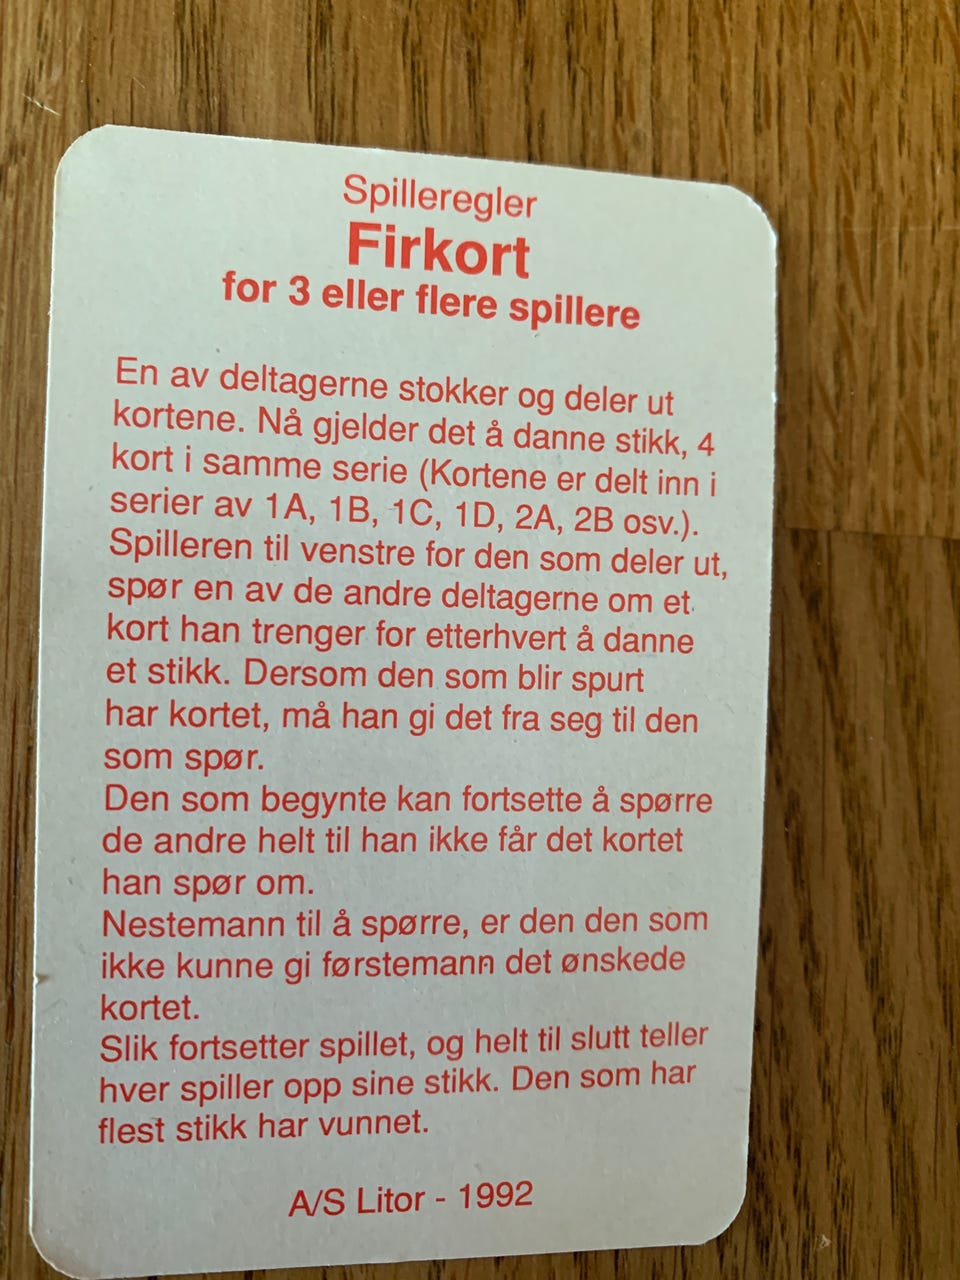 Spilleregler
Firkort
for 3 eller flere spillere
En av deltagerne stokker og deler ut
kortene. Nå gjelder det å danne stikk, 4
kort i samme serie (Kortene er delt inn i
serier av 1A, 1B, 1C, 1D, 2A, 2B osv.).
Spilleren til venstre for den som deler ut,
spør en av de andre deltagerne om et
kort han trenger for etterhvert å danne
et stikk. Dersom den som blir spurt
har kortet, må han gi det fra seg til den
som spør.
Den som begynte kan fortsette å spørre
de andre helt til han ikke får det kortet
han spør om.
Nestemann til å spørre, er den den som
ikke kunne gi førstemann det ønskede
kortet.
Slik fortsetter spillet, og helt til slutt teller
hver spiller opp sine stikk. Den som har
flest stikk har vunnet.
A/S Litor - 1992